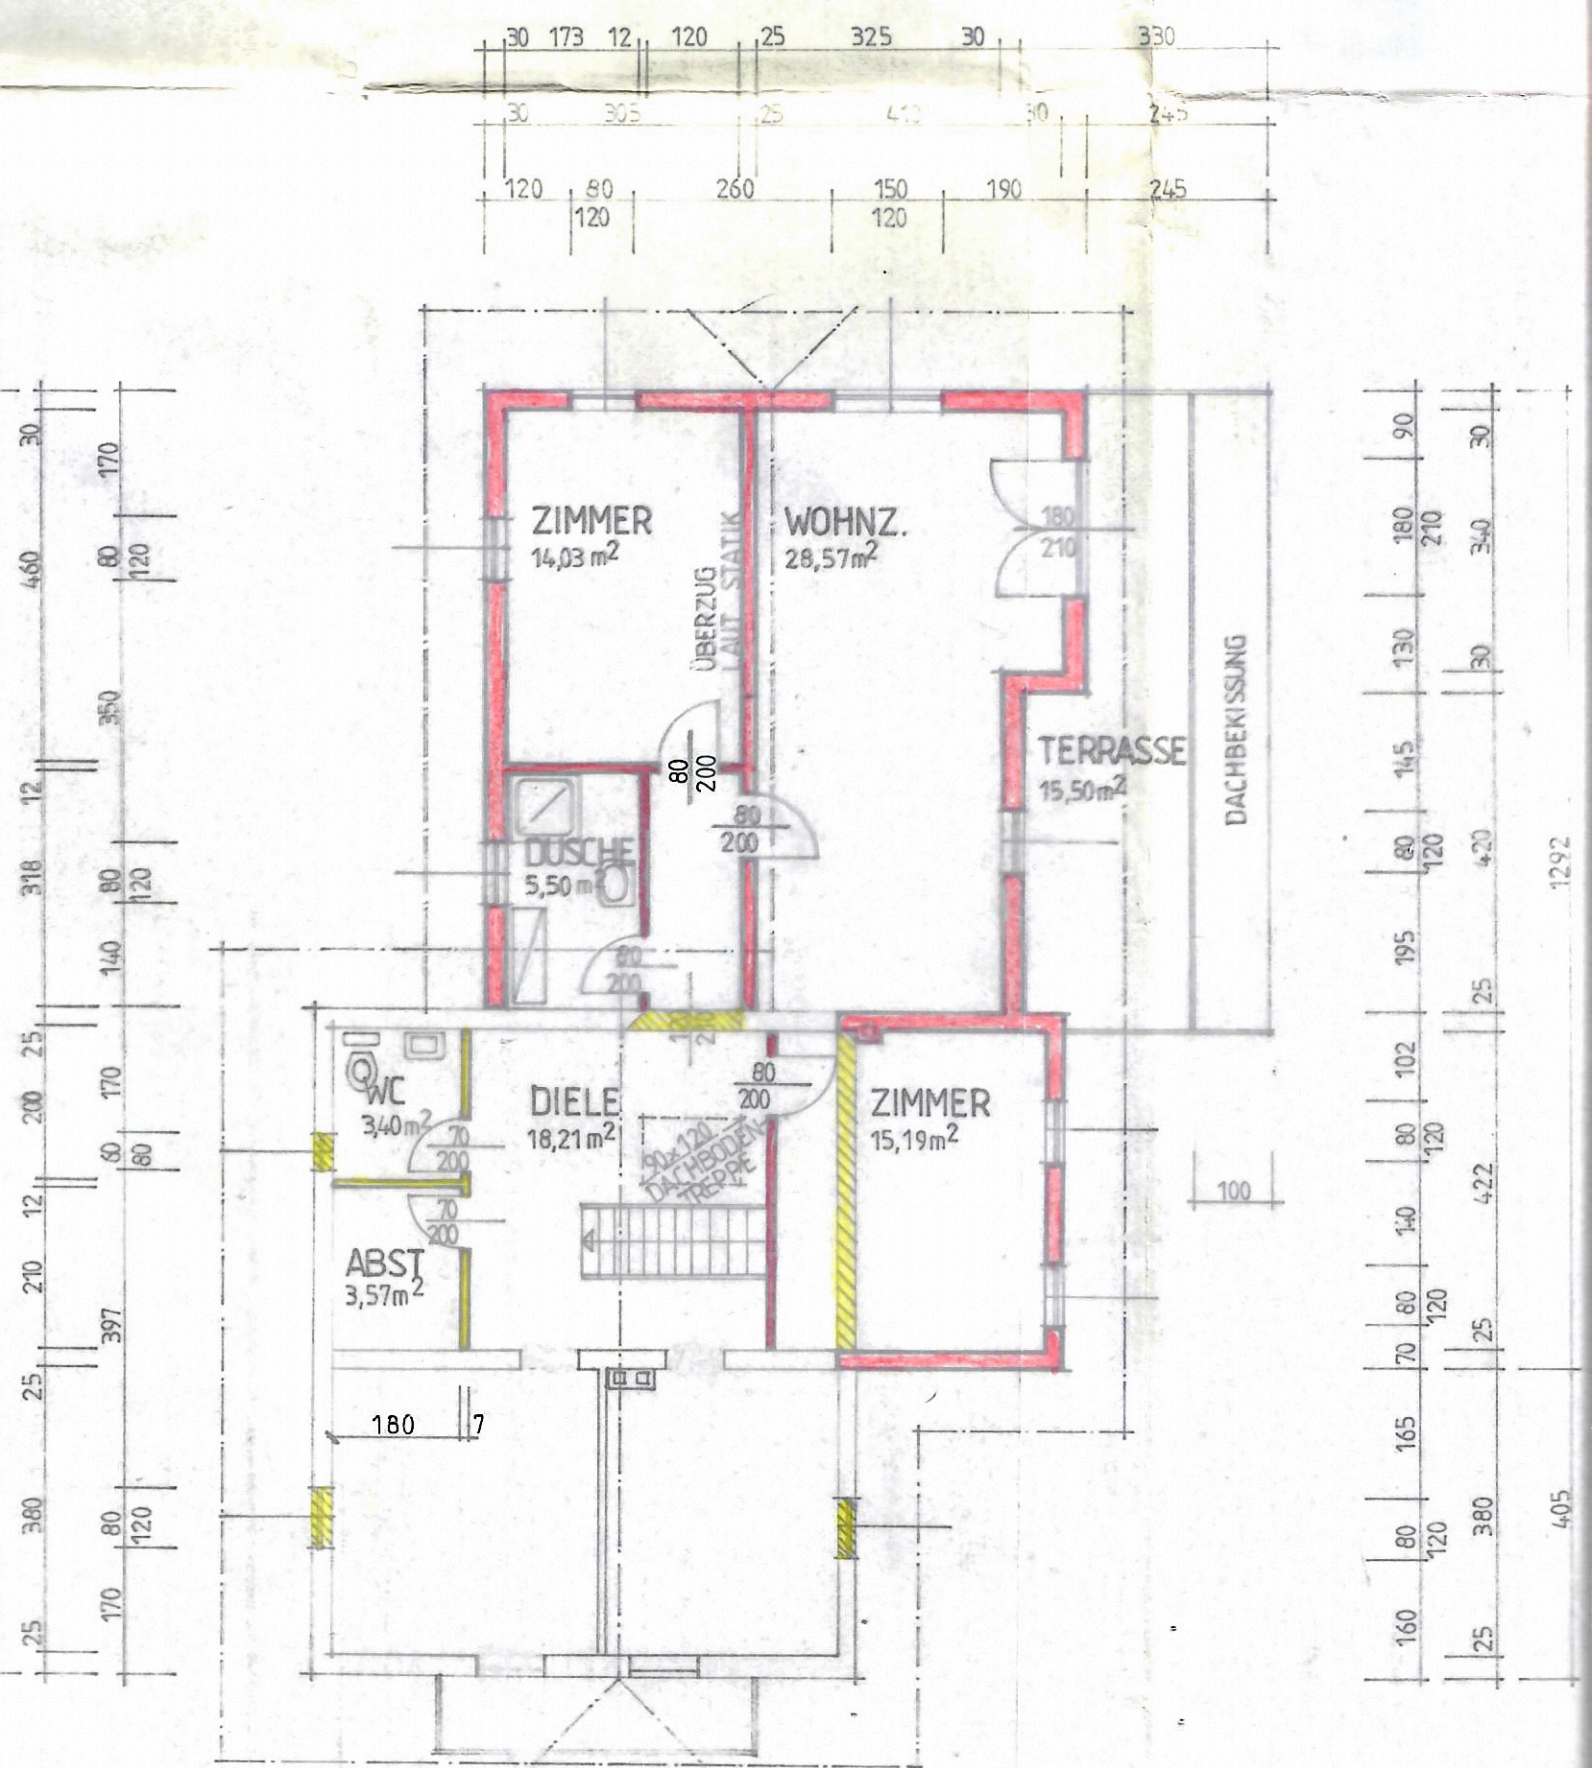 30 173 12 120 25 325 30 330
30 305 25 410 30 245
120 80 260 150 190 245
120 120
ZIMMER
14,03 m²
ÜBERZUG
LAUT STATIK
WOHNZ.
28,57m²
180
210
80
200
80
200
DUSCHE
5,50 m²
80
200
TERRASSE
15,50m²
DACHBEKISSUNG
WC
3,40m²
70
200
70
200
ABST
3,57m²
DIELE
18,21m²
90x120
DACHBODEN-
TREPPE
80
200
ZIMMER
15,19m²
100
180 7
30 460 12 318 25 200 12 210 25 380 25
170 80 350 80 140 170 60 397 80 170
120 120 80 120
90 180 130 145 80 195 102 80 140 80 70 165 80 160
210 120 120 120 120
30 340 30 420 25 422 25 380 25
1292 405